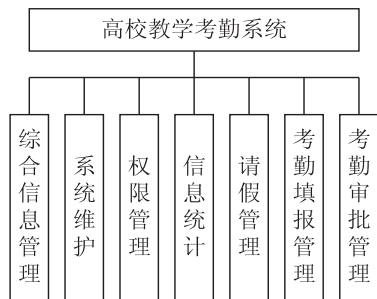 高校教学考勤系统
综合信息管理
系统维护
权限管理
信息统计
请假管理
考勤填报管理
考勤审批管理